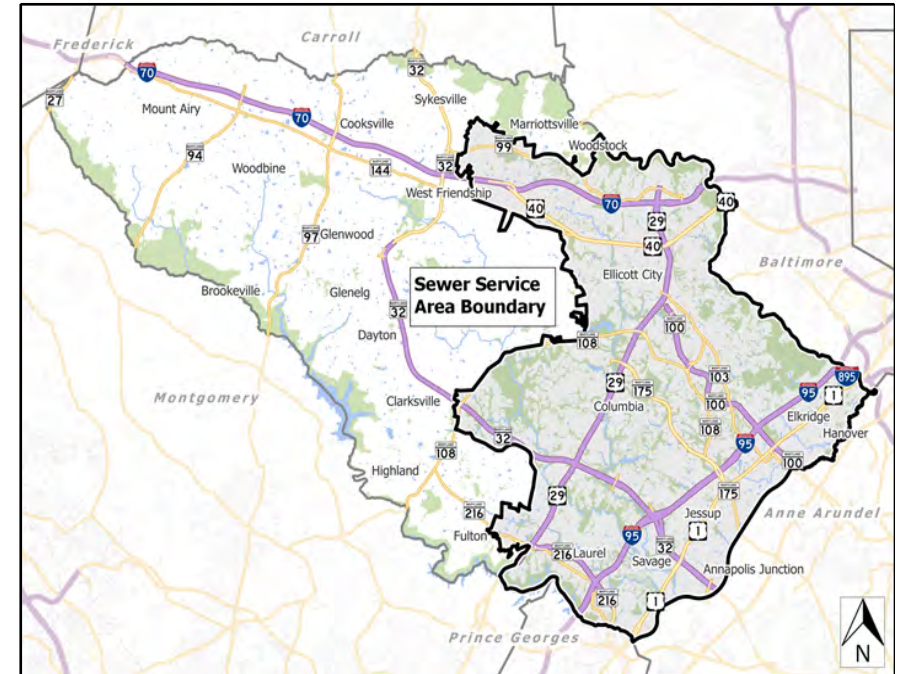 Carroll
Frederick
70
32
27
Mount Airy
Sykesville
70
Cooksville
Marriottsville
94
99
Woodstock
Woodbine
144
32
West Friendship
40
70
40
29
97
Glenwood
40
Baltimore
Ellicott City
Sewer Service
Area Boundary
Brookeville
Glenelg
32
Dayton
100
108
103
895
29
175
95
Montgomery
Clarksville
Columbia
100
1
Elkridge
108
Hanover
32
95
108
100
Highland
29
175
216
Jessup
Anne Arundel
Fulton
95
1
32
216
Laurel
Savage
Annapolis Junction
216
1
Prince Georges
N